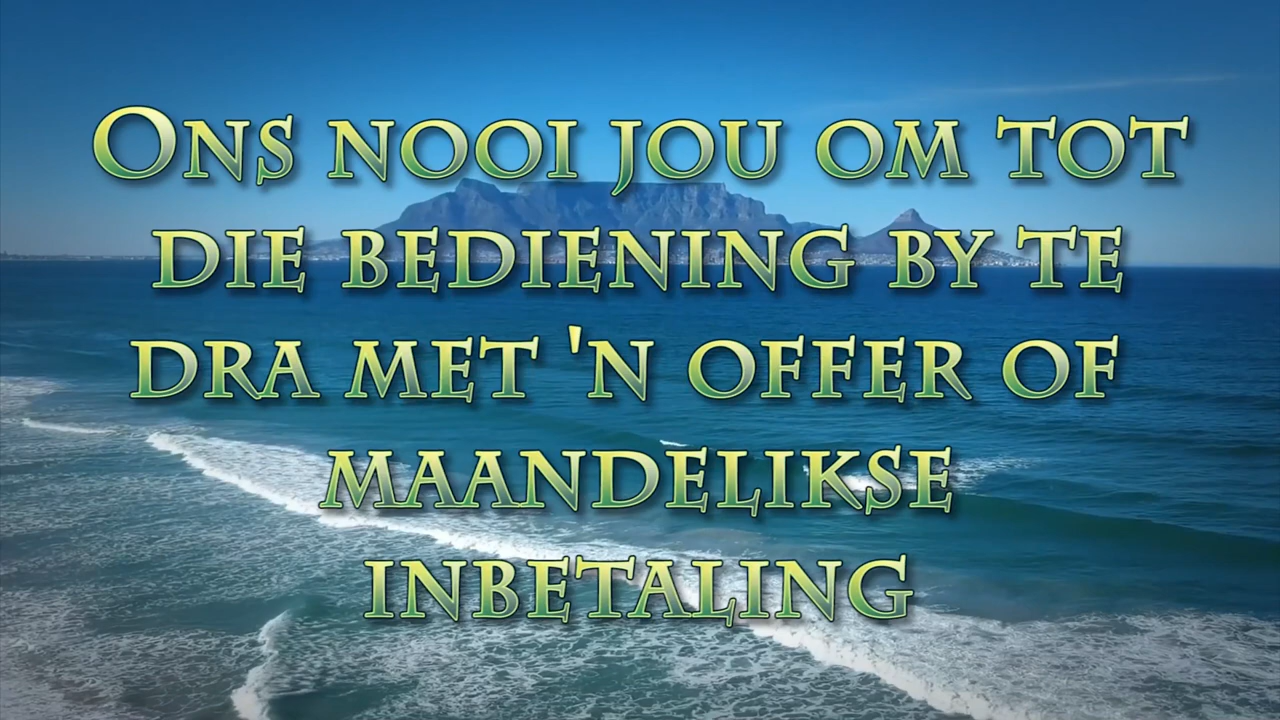 Ons nooi jou om tot
die bediening by te
dra met 'n offer of
maandelikse
inbetaling